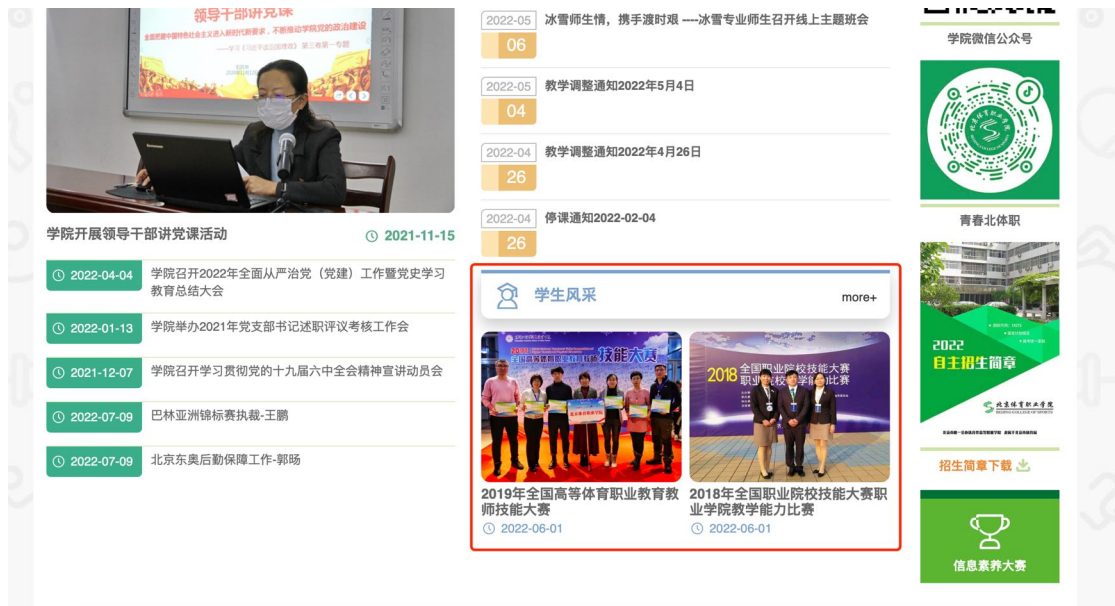 领导干部讲党课
学院开展领导干部讲党课活动
2021-11-15
2022-04-04
学院召开2022年全面从严治党（党建）工作暨党史学习
教育总结大会
2022-01-13
学院举办2021年党支部书记述职评议考核工作会
2021-12-07
学院召开学习贯彻党的十九届六中全会精神宣讲动员会
2022-07-09
巴林亚洲锦标赛执裁-王鹏
2022-07-09
北京东奥后勤保障工作-郭旸
2022-05
06
冰雪师生情，携手渡时艰 ----冰雪专业师生召开线上主题班会
2022-05
04
教学调整通知2022年5月4日
2022-04
26
教学调整通知2022年4月26日
2022-04
26
停课通知2022-02-04
学生风采
more+
技能大赛
2019年全国高等体育职业教育教
师技能大赛
2022-06-01
2018
全国职业院校技能大赛
2018年全国职业院校技能大赛职
业学院教学能力比赛
2022-06-01
学院微信公众号
青春北体职
2022
自主招生简章
北京体育职业学院
BEIJING COLLEGE OF SPORTS
招生简章下载
信息素养大赛